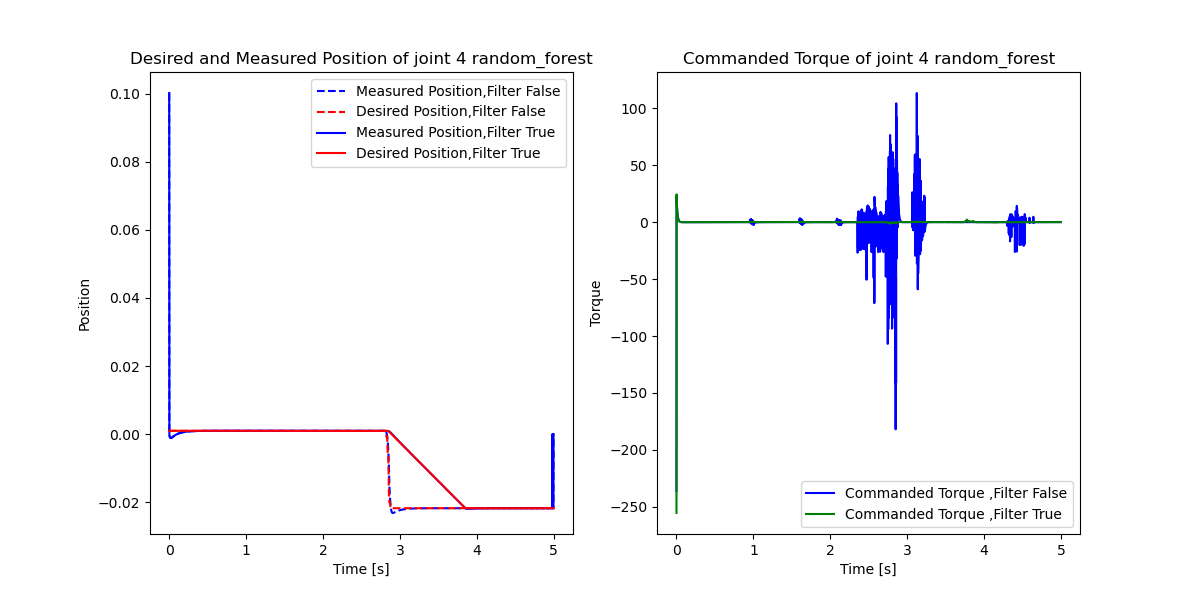 Desired and Measured Position of joint 4 random_forest
Measured Position,Filter False
Desired Position,Filter False
Measured Position,Filter True
Desired Position,Filter True
0.10
0.08
0.06
0.04
0.02
0.00
−0.02
Position
0 1 2 3 4 5
Time [s]
Commanded Torque of joint 4 random_forest
100
50
0
−50
−100
−150
−200
−250
Torque
Commanded Torque ,Filter False
Commanded Torque ,Filter True
0 1 2 3 4 5
Time [s]